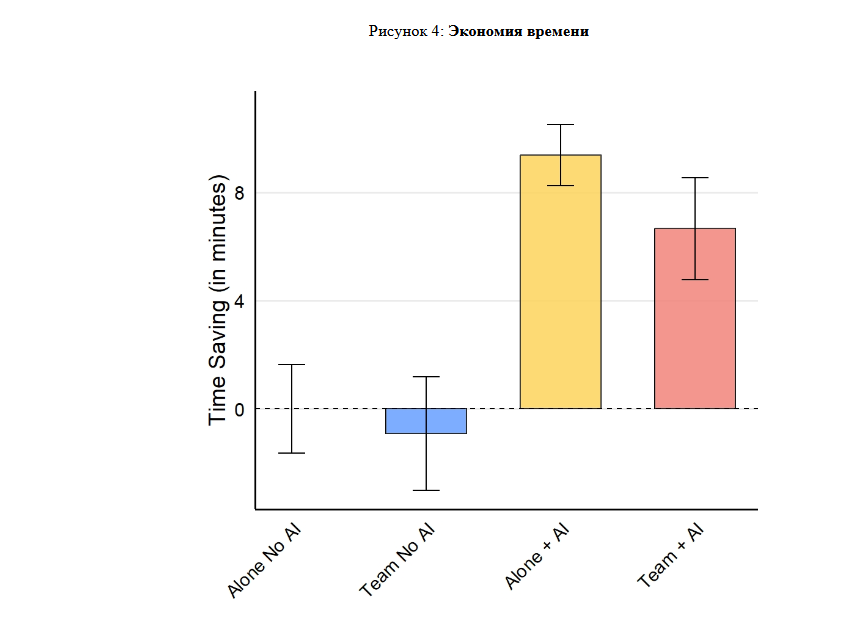 Рисунок 4: Экономия времени
Time Saving (in minutes)
8
4
0
Alone No AI
Team No AI
Alone + AI
Team + AI